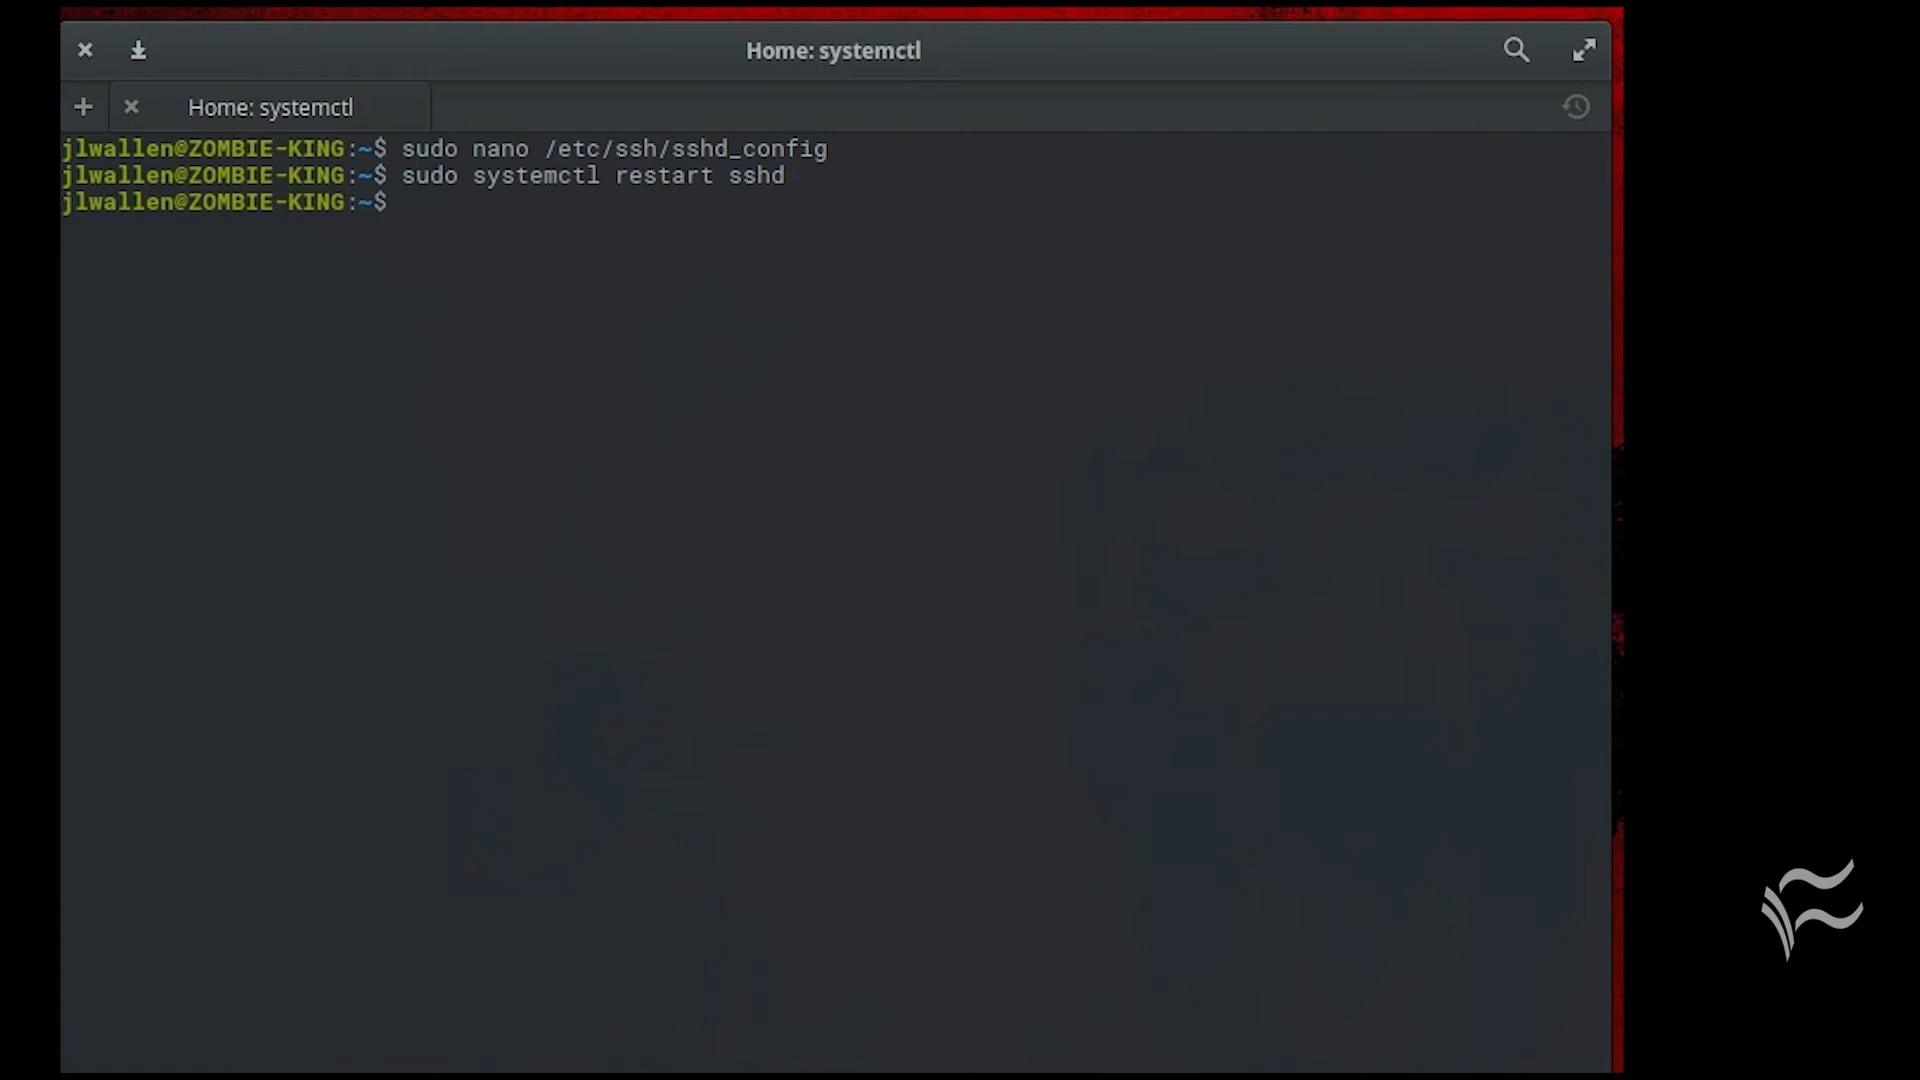 Home: systemctl
Home: systemctl
jlwallen@ZOMBIE-KING:~$ sudo nano /etc/ssh/sshd_config
jlwallen@ZOMBIE-KING:~$ sudo systemctl restart sshd
jlwallen@ZOMBIE-KING:~$